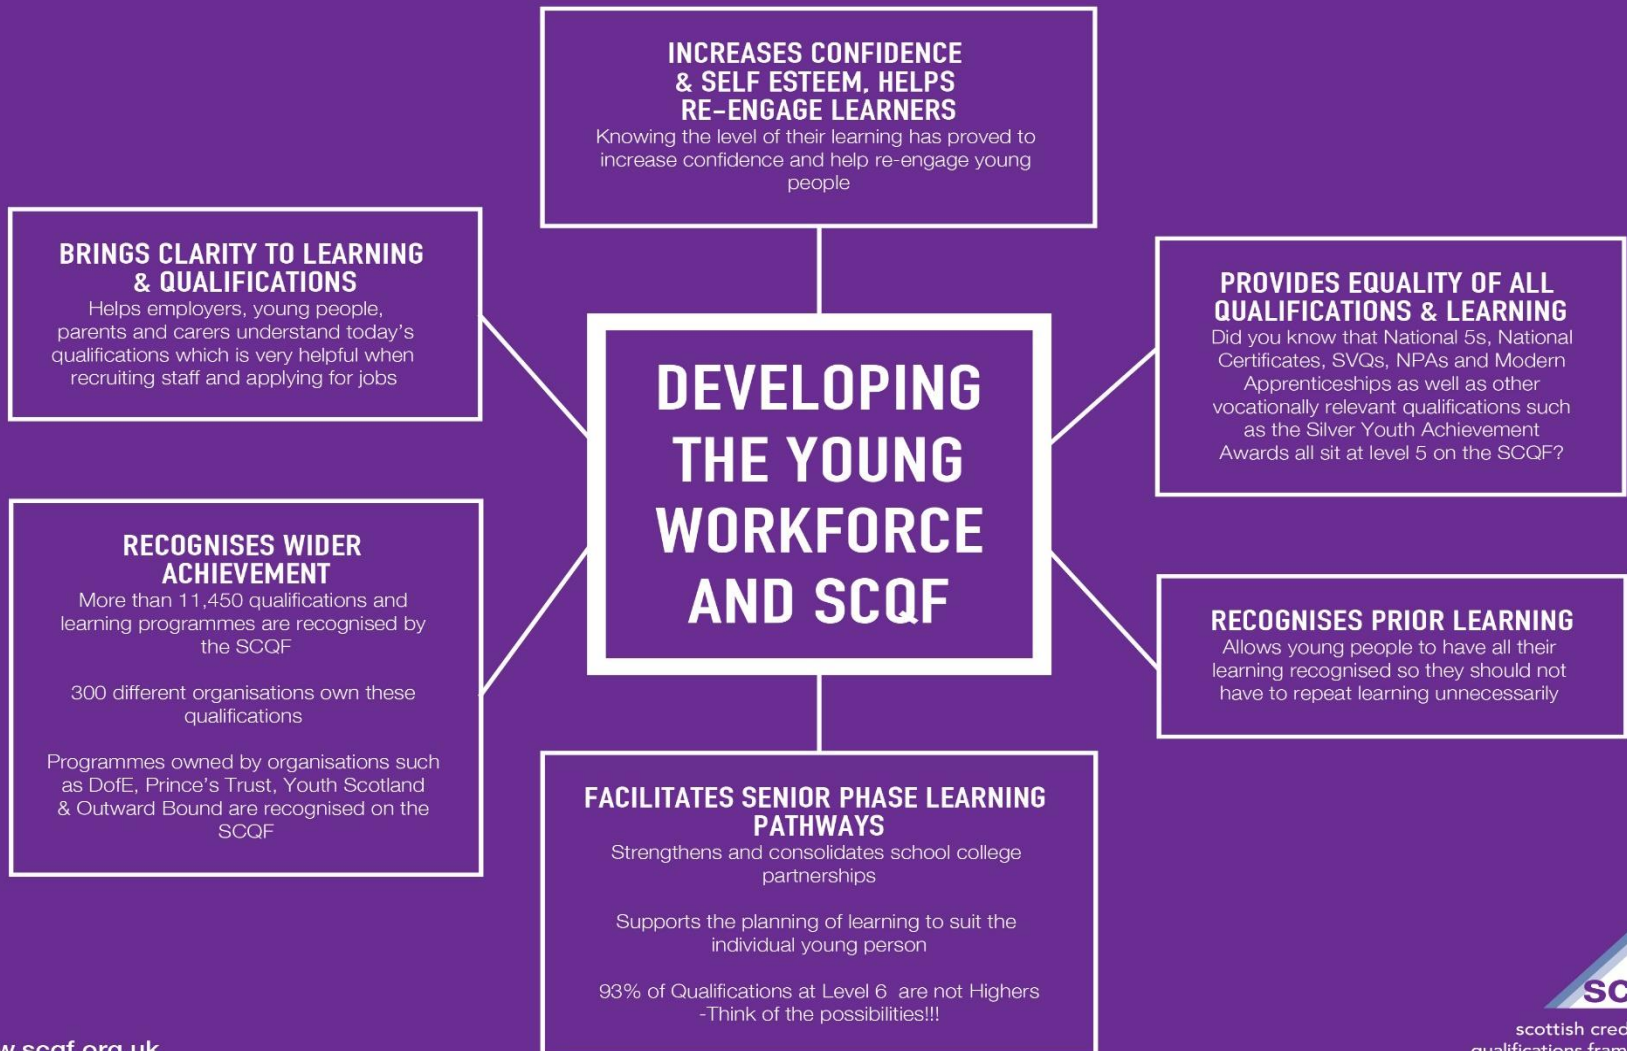 INCREASES CONFIDENCE
& SELF ESTEEM, HELPS
RE-ENGAGE LEARNERS
Knowing the level of their learning has proved to
increase confidence and help re-engage young
people
BRINGS CLARITY TO LEARNING
& QUALIFICATIONS
Helps employers, young people,
parents and carers understand today's
qualifications which is very helpful when
recruiting staff and applying for jobs
PROVIDES EQUALITY OF ALL
QUALIFICATIONS & LEARNING
Did you know that National 5s, National
Certificates, SVQs, NPAs and Modern
Apprenticeships as well as other
vocationally relevant qualifications such
as the Silver Youth Achievement
Awards all sit at level 5 on the SCQF?
DEVELOPING
THE YOUNG
WORKFORCE
AND SCQF
RECOGNISES WIDER
ACHIEVEMENT
More than 11,450 qualifications and
learning programmes are recognised by
the SCQF
300 different organisations own these
qualifications
Programmes owned by organisations such
as DofE, Prince's Trust, Youth Scotland
& Outward Bound are recognised on the
SCQF
RECOGNISES PRIOR LEARNING
Allows young people to have all their
learning recognised so they should not
have to repeat learning unnecessarily
FACILITATES SENIOR PHASE LEARNING
PATHWAYS
Strengthens and consolidates school college
partnerships
Supports the planning of learning to suit the
individual young person
93% of Qualifications at Level 6 are not Highers
-Think of the possibilities!!!
scottish
qualifications